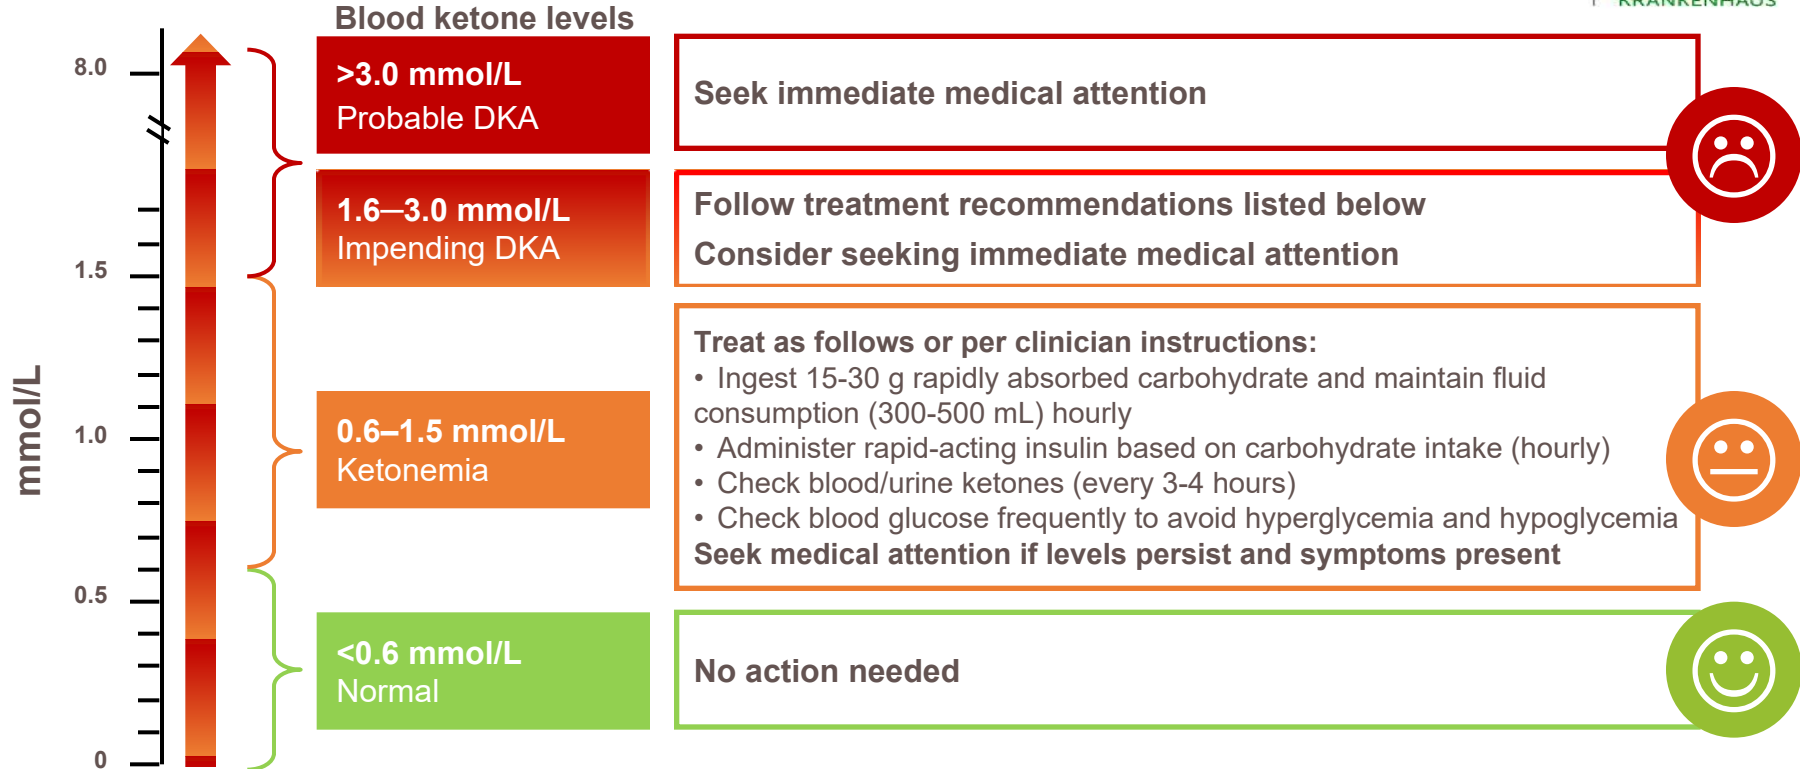 KRANKENHAUS
Blood ketone levels
8.0
>3.0 mmol/L
Probable DKA
Seek immediate medical attention
1.6–3.0 mmol/L
Impending DKA
Follow treatment recommendations listed below
Consider seeking immediate medical attention
1.5
Treat as follows or per clinician instructions:
• Ingest 15-30 g rapidly absorbed carbohydrate and maintain fluid
consumption (300-500 mL) hourly
• Administer rapid-acting insulin based on carbohydrate intake (hourly)
• Check blood/urine ketones (every 3-4 hours)
• Check blood glucose frequently to avoid hyperglycemia and hypoglycemia
Seek medical attention if levels persist and symptoms present
mmol/L
1.0
0.6–1.5 mmol/L
Ketonemia
0.5
<0.6 mmol/L
Normal
No action needed
0